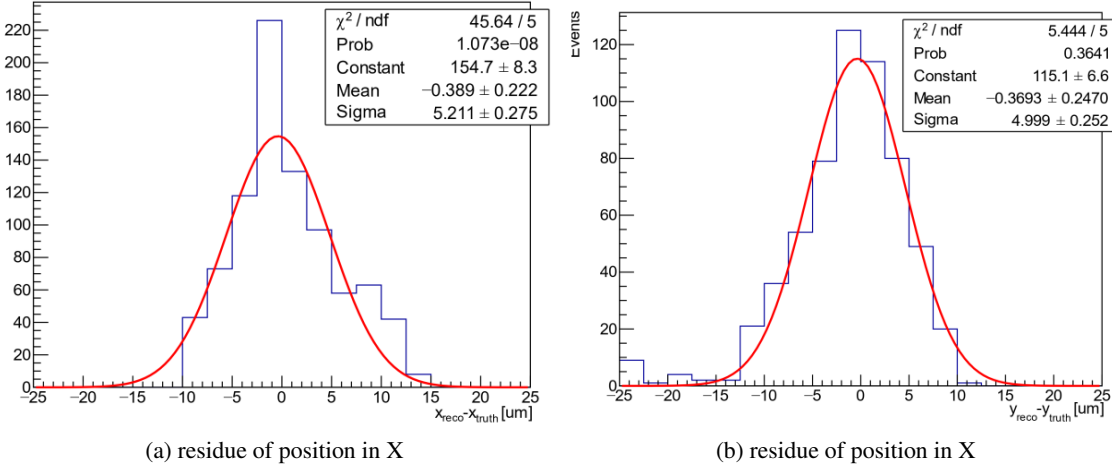 χ² / ndf 45.64 / 5
Prob 1.073e−08
Constant 154.7 ± 8.3
Mean −0.389 ± 0.222
Sigma 5.211 ± 0.275
220
200
180
160
140
120
100
80
60
40
20
0
−25 −20 −15 −10 −5 0 5 10 15 20 25
x_reco-x_truth [um]
(a) residue of position in X
Events
χ² / ndf 5.444 / 5
Prob 0.3641
Constant 115.1 ± 6.6
Mean −0.3693 ± 0.2470
Sigma 4.999 ± 0.252
120
100
80
60
40
20
0
−25 −20 −15 −10 −5 0 5 10 15 20 25
y_reco-y_truth [um]
(b) residue of position in X